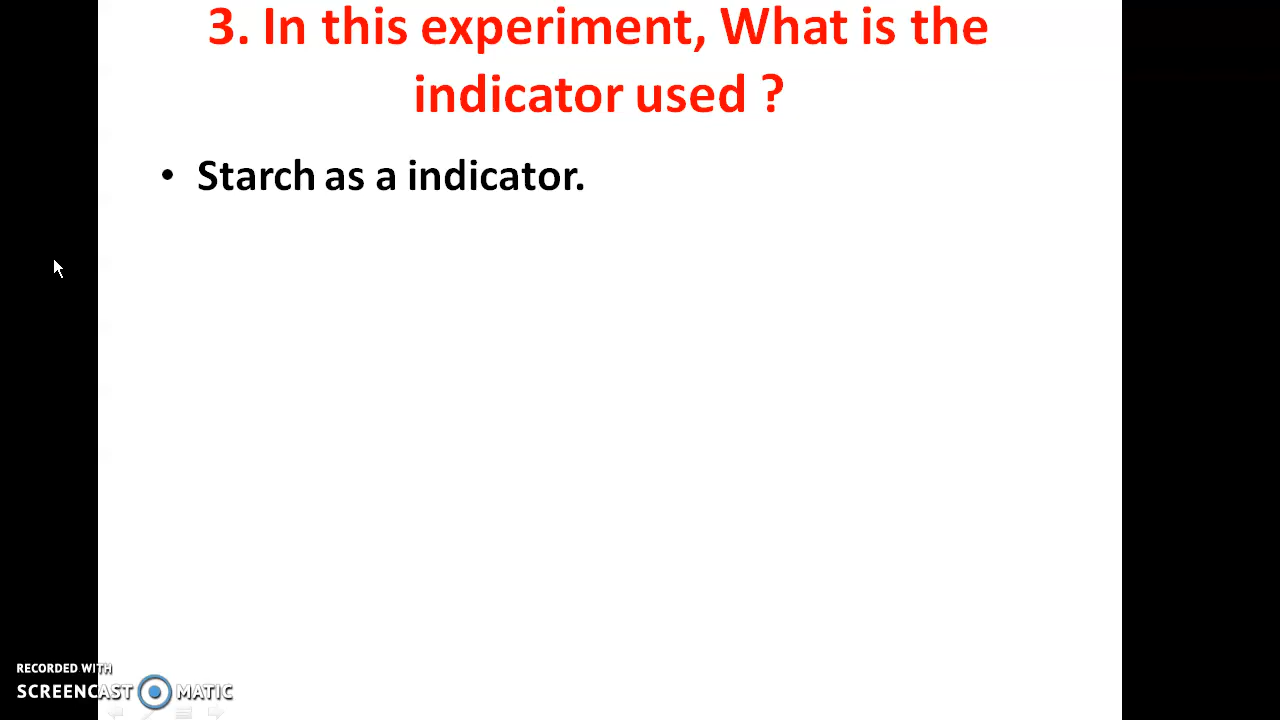 3. In this experiment, What is the
indicator used ?
• Starch as a indicator.
RECORDED WITH
SCREENCAST MATIC